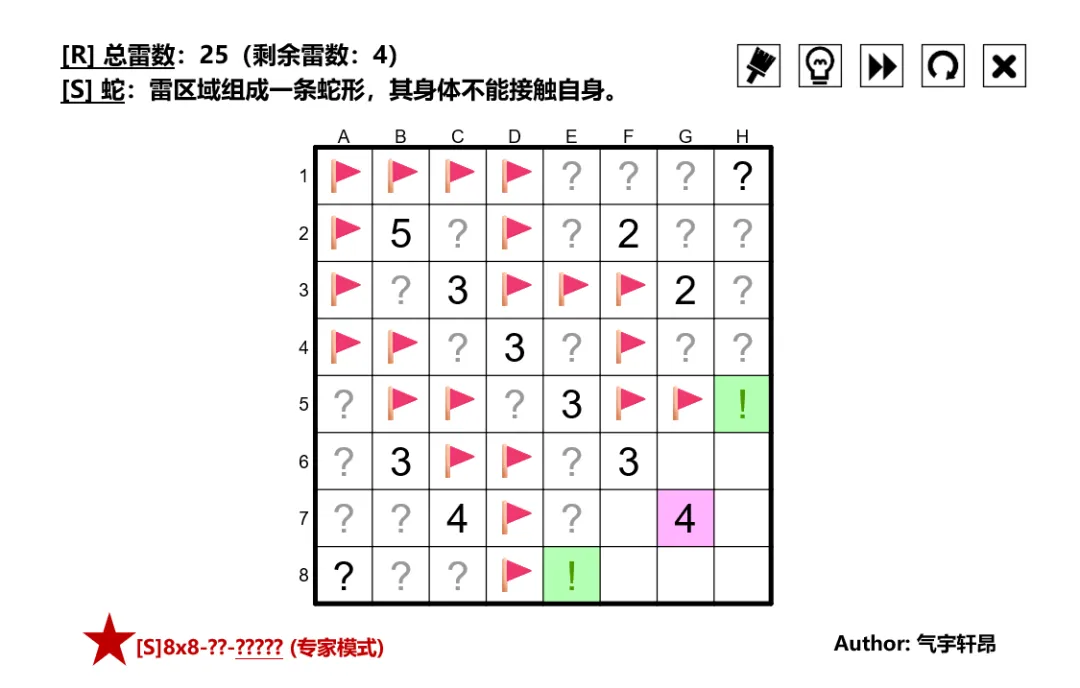 [R] 总雷数：25（剩余雷数：4）
[S] 蛇：雷区域组成一条蛇形，其身体不能接触自身。
A B C D E F G H
1 ? ? ? ?
2 5 ? ? 2 ? ?
3 ? 3 2 ?
4 ? 3 ? ? ?
5 ? ? 3 !
6 ? 3 ? 3
7 ? ? 4 ? 4
8 ? ? ? !
[S]8x8-??-????? (专家模式)
Author: 气宇轩昂